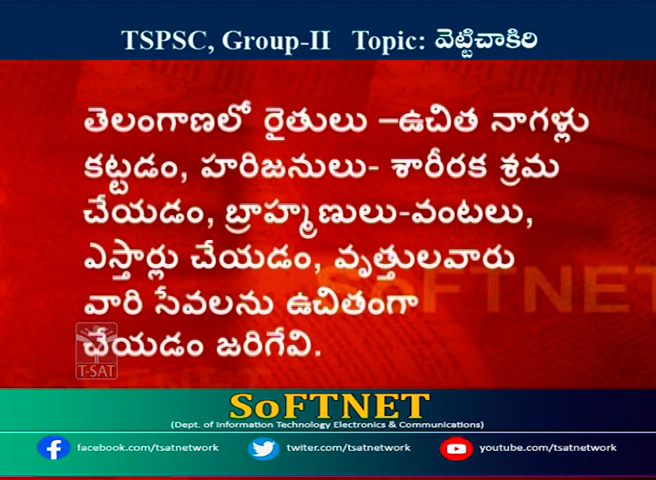 TSPSC, Group-II Topic: వెట్టిచాకిరి
తెలంగాణలో రైతులు –ఉచిత నాగళ్లు
కట్టడం, హరిజనులు- శారీరక శ్రమ
చేయడం, బ్రాహ్మణులు-వంటలు,
ఎస్తార్లు చేయడం, వృత్తులవారు
వారి సేవలను ఉచితంగా
చేయడం జరిగేవి.
SOFTNET
T-SAT
SoFTNET
(Dept. of Information Technology Electronics & Communications)
facebook.com/tsatnetwork twiter.com/tsatnetwork youtube.com/tsatnetwork